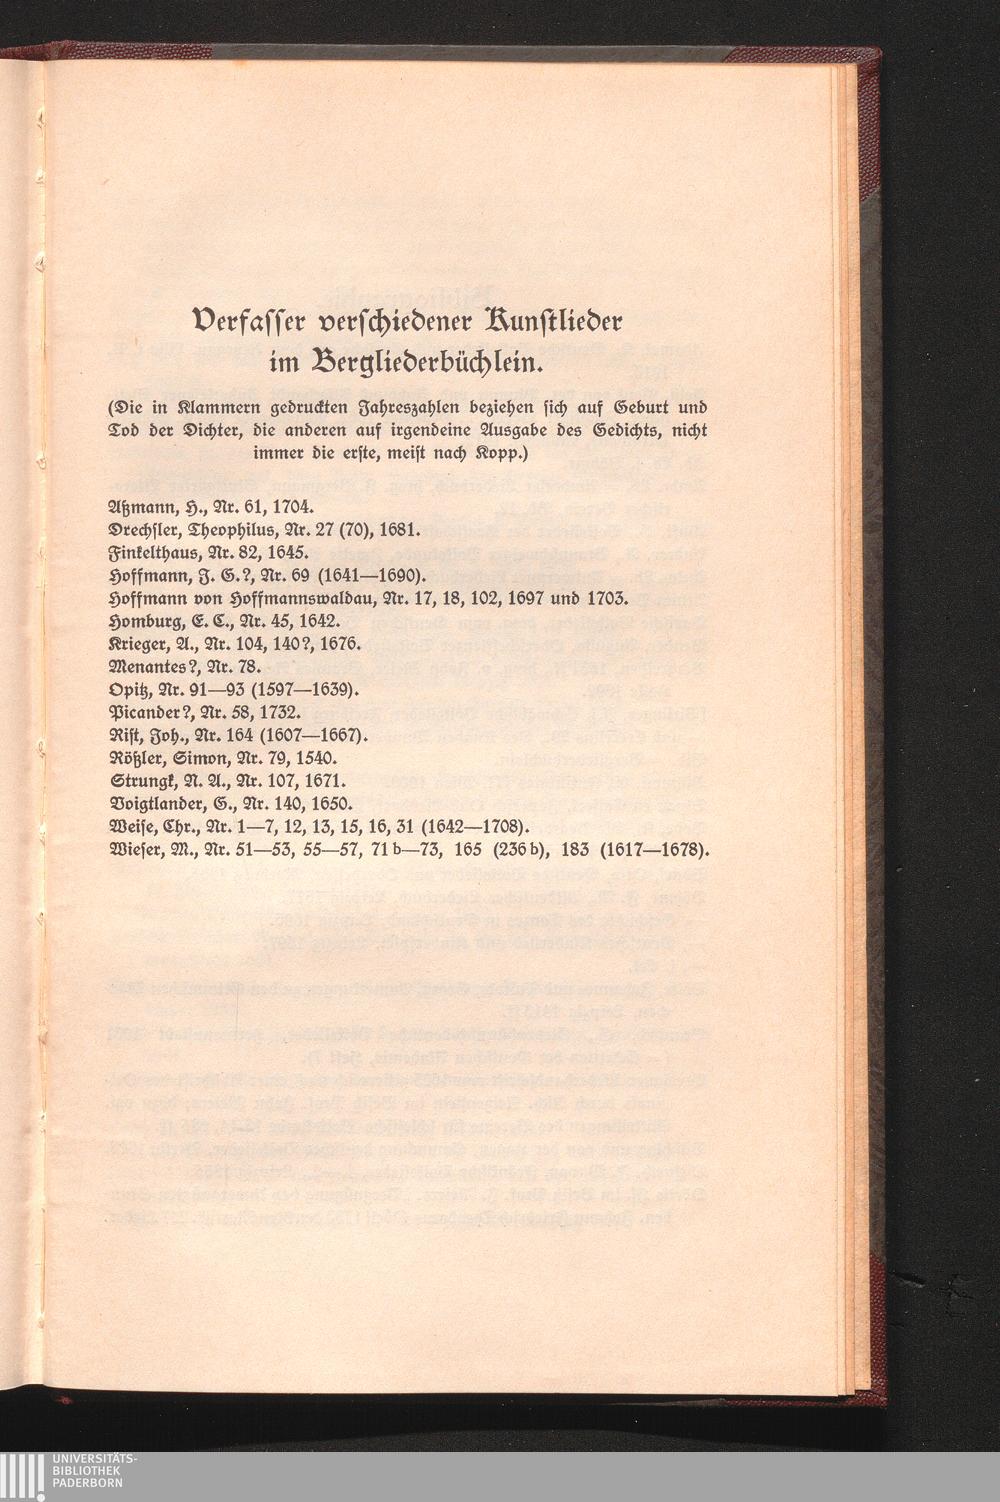 Verfasser verschiedener Kunstlieder
im Bergliederbüchlein.
(Die in Klammern gedruckten Jahreszahlen beziehen sich auf Geburt und
Tod der Dichter, die anderen auf irgendeine Ausgabe des Gedichts, nicht
immer die erste, meist nach Kopp.)
Aßmann, H., Nr. 61, 1704.
Drechsler, Theophilus, Nr. 27 (70), 1681.
Finkelthaus, Nr. 82, 1645.
Hoffmann, J. G.?, Nr. 69 (1641—1690).
Hoffmann von Hoffmannswaldau, Nr. 17, 18, 102, 1697 und 1703.
Homburg, E. C., Nr. 45, 1642.
Krieger, A., Nr. 104, 140?, 1676.
Menantes?, Nr. 78.
Opitz, Nr. 91—93 (1597—1639).
Picander?, Nr. 58, 1732.
Rist, Joh., Nr. 164 (1607—1667).
Rößler, Simon, Nr. 79, 1540.
Strungk, N. A., Nr. 107, 1671.
Voigtlander, G., Nr. 140, 1650.
Weise, Chr., Nr. 1—7, 12, 13, 15, 16, 31 (1642—1708).
Wieser, M., Nr. 51—53, 55—57, 71 b—73, 165 (236 b), 183 (1617—1678).
UNIVERSITÄTS-
BIBLIOTHEK
PADERBORN